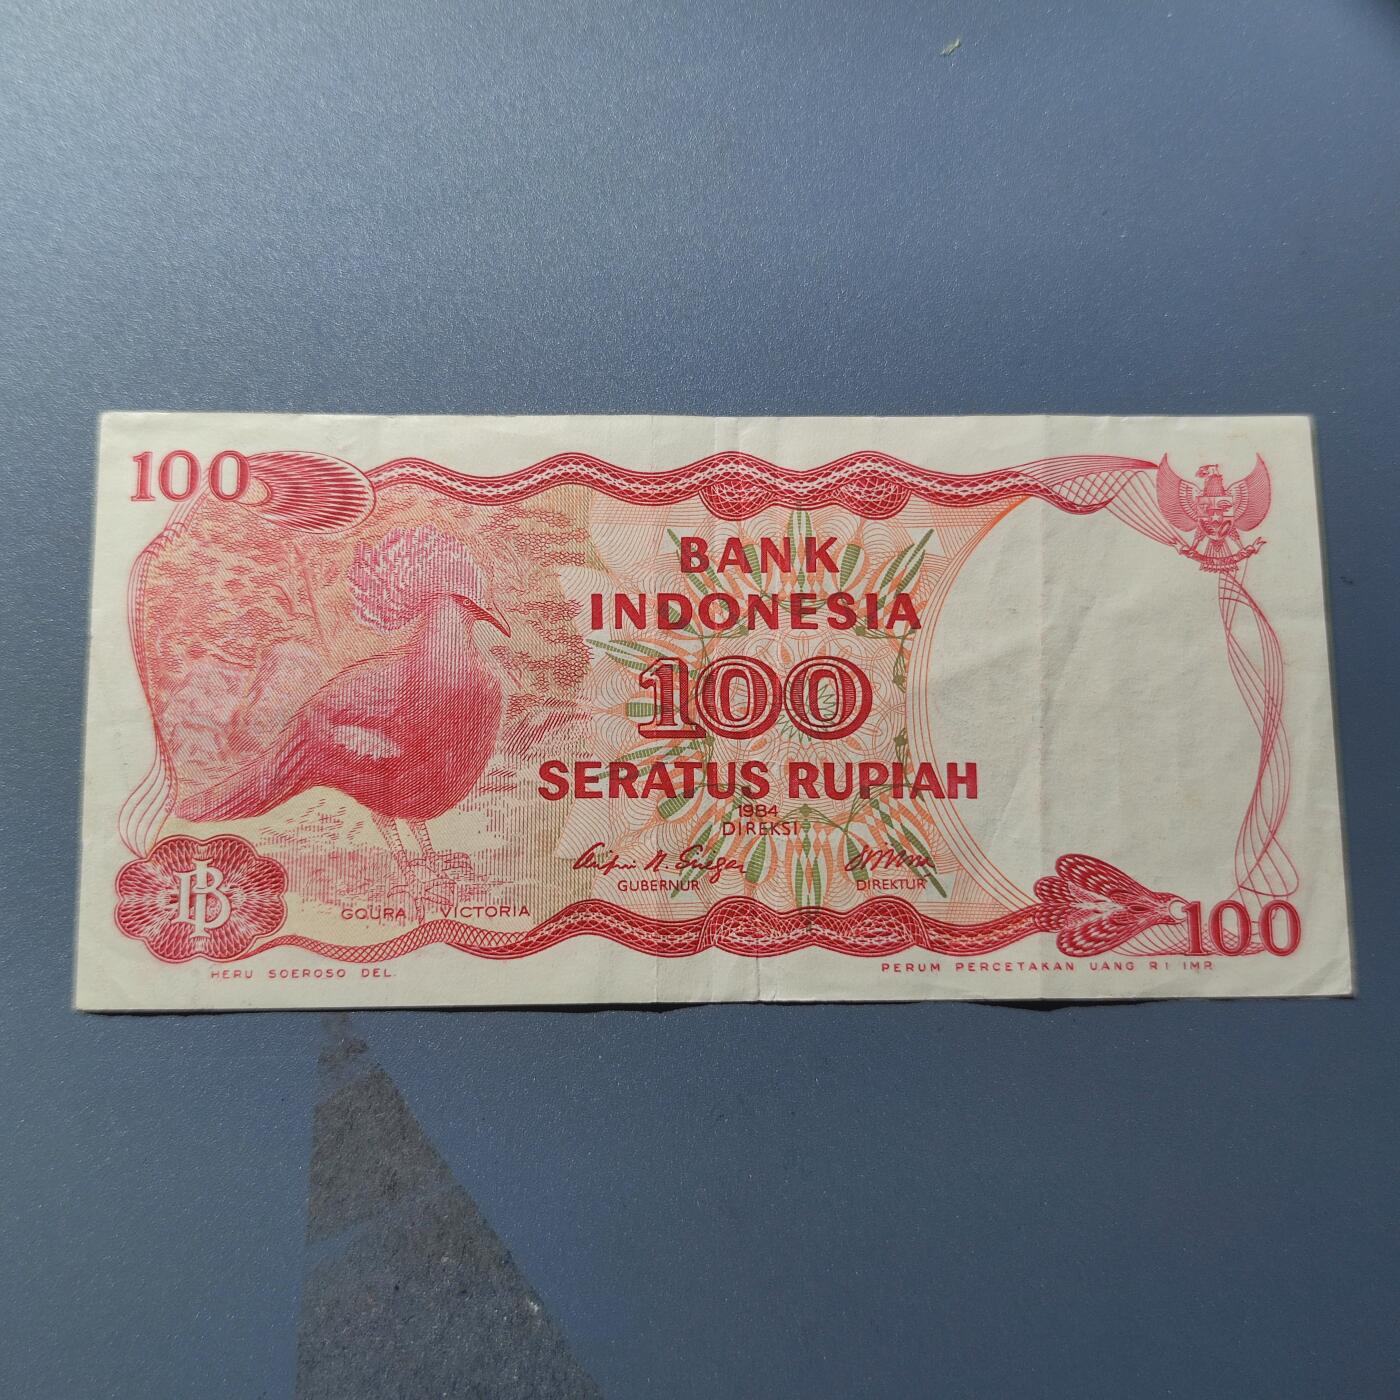 100
BANK
INDONESIA
100
SERATUS RUPIAH
1984
DIREKSI
GUBERNUR
DIREKTUR
GOURA VICTORIA
100
HERU SOEROSO DEL.
PERUM PERCETAKAN UANG RI IMP.